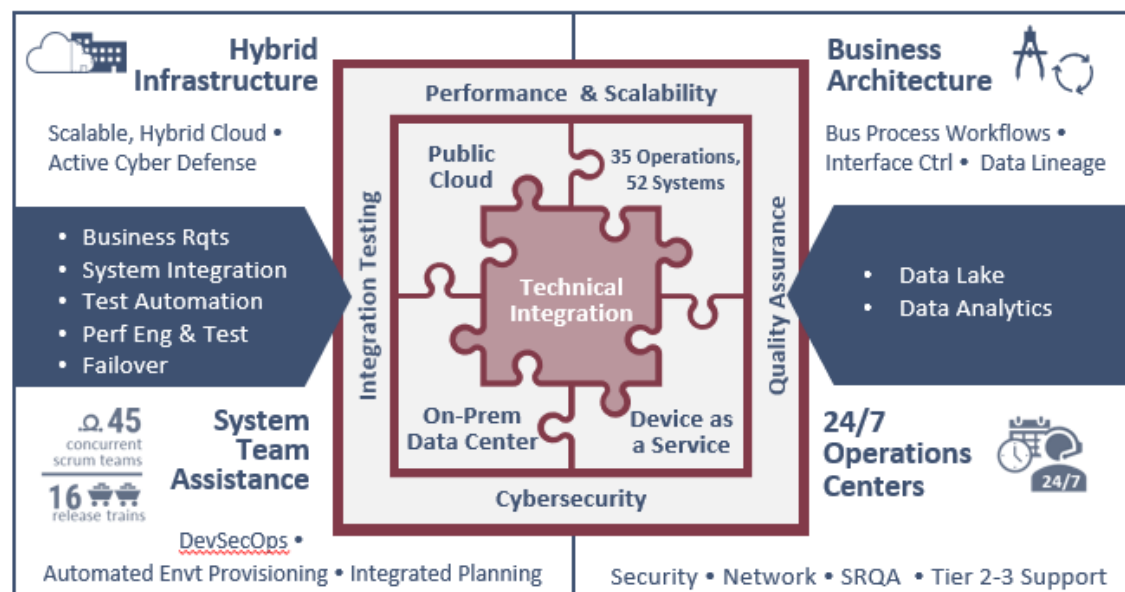 Hybrid
Infrastructure
Scalable, Hybrid Cloud •
Active Cyber Defense
• Business Rqts
• System Integration
• Test Automation
• Perf Eng & Test
• Failover
45
concurrent
scrum teams
16
release trains
System
Team
Assistance
DevSecOps •
Automated Envt Provisioning • Integrated Planning
Performance & Scalability
Integration Testing
Public
Cloud
35 Operations,
52 Systems
Technical
Integration
On-Prem
Data Center
Device as
a Service
Quality Assurance
Cybersecurity
Business
Architecture
Bus Process Workflows •
Interface Ctrl • Data Lineage
• Data Lake
• Data Analytics
24/7
Operations
Centers
24/7
Security • Network • SRQA • Tier 2-3 Support